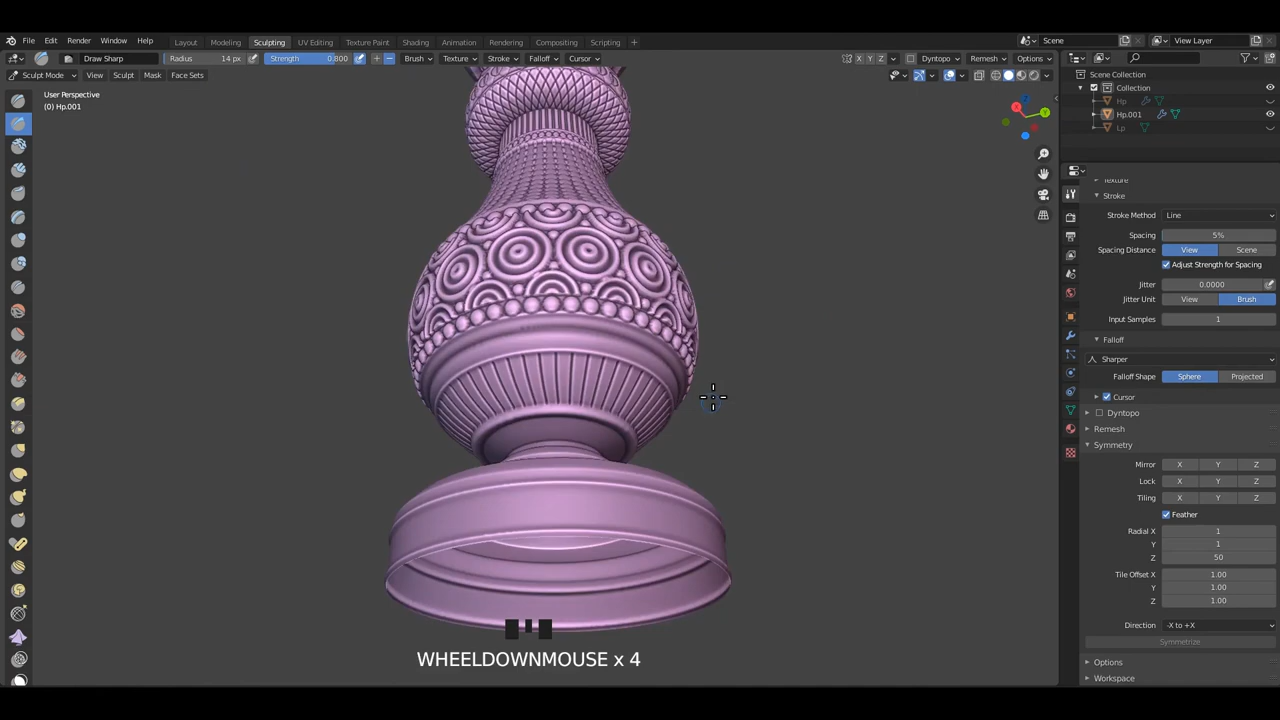 File Edit Render Window Help Layout Modeling Sculpting UV Editing Texture Paint Shading Animation Rendering Compositing Scripting + Scene View Layer
Draw Sharp Radius 14 px Strength 0.800 + − Brush Texture Stroke Falloff Cursor X Y Z Dyntopo Remesh Options
Sculpt Mode View Sculpt Mask Face Sets
Scene Collection
Collection
User Perspective
Hp
(0) Hp.001
Hp.001
Lp
X
Y
Z
Texture
Stroke
Stroke Method Line
Spacing 5%
Spacing Distance View Scene
Adjust Strength for Spacing
Jitter 0.0000
Jitter Unit View Brush
Input Samples 1
Falloff
Sharper
Falloff Shape Sphere Projected
Cursor
Dyntopo
Remesh
Symmetry
Mirror X Y Z
Lock X Y Z
Tiling X Y Z
Feather
Radial X 1
Y 1
Z 50
Tile Offset X 1.00
Y 1.00
Z 1.00
Direction -X to +X
Symmetrize
Options
Workspace
WHEELDOWNMOUSE x 4